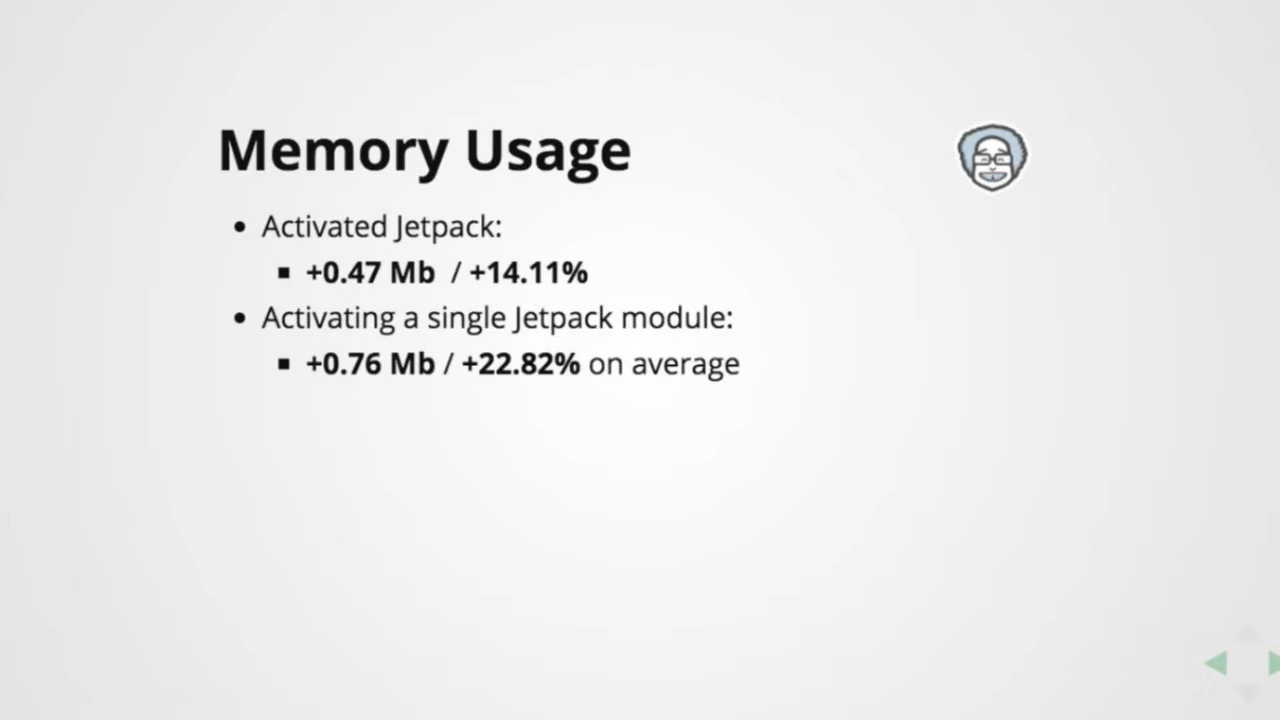 Memory Usage
Activated Jetpack:
+0.47 Mb / +14.11%
Activating a single Jetpack module:
+0.76 Mb / +22.82% on average